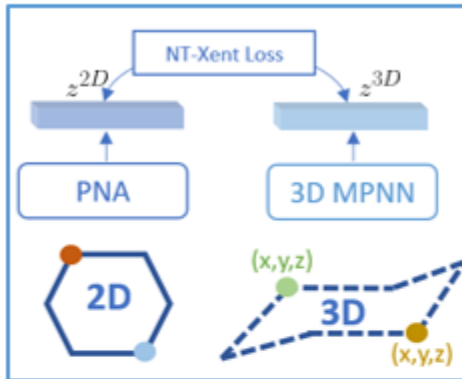 NT-Xent Loss
z^{2D}
z^{3D}
PNA
3D MPNN
(x,y,z)
2D
3D
(x,y,z)